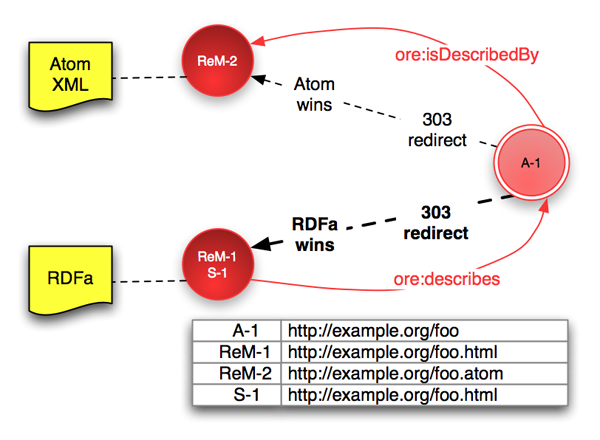 Atom
XML
ReM-2
ore:isDescribedBy
Atom
wins
303
redirect
A-1
RDFa
wins
303
redirect
RDFa
ReM-1
S-1
ore:describes
A-1 http://example.org/foo
ReM-1 http://example.org/foo.html
ReM-2 http://example.org/foo.atom
S-1 http://example.org/foo.html